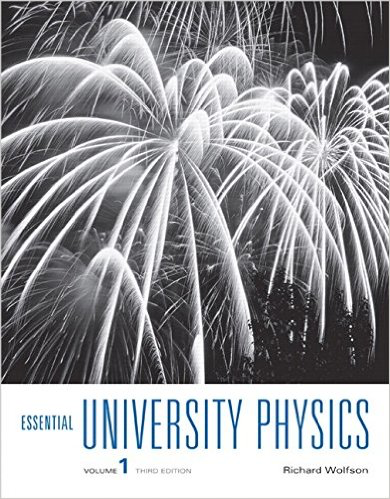 ESSENTIAL UNIVERSITY PHYSICS
VOLUME 1 THIRD EDITION Richard Wolfson